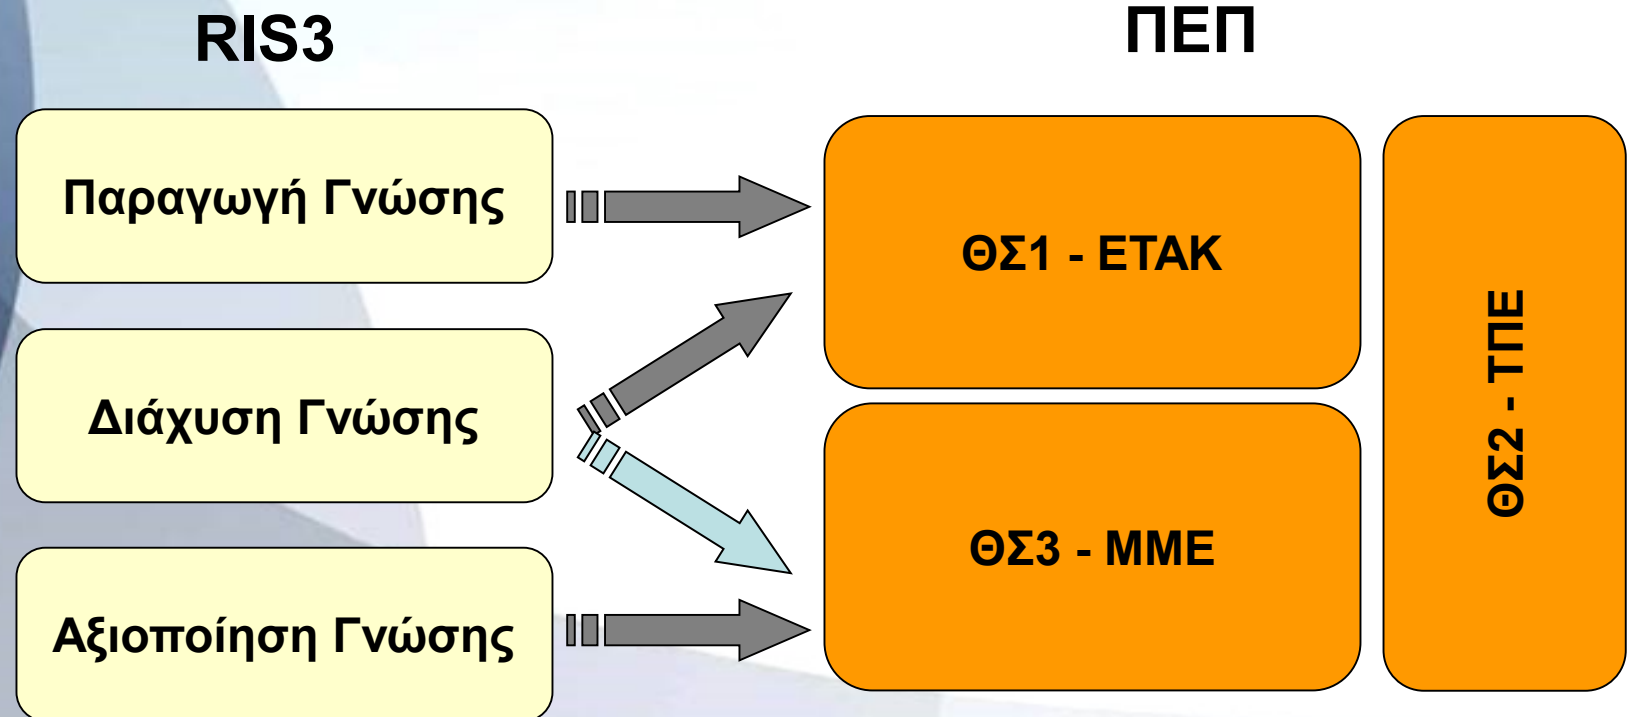 RIS3
ΠΕΠ
Παραγωγή Γνώσης
Διάχυση Γνώσης
Αξιοποίηση Γνώσης
ΘΣ1 - ΕΤΑΚ
ΘΣ3 - ΜΜΕ
ΘΣ2 - ΤΠΕ